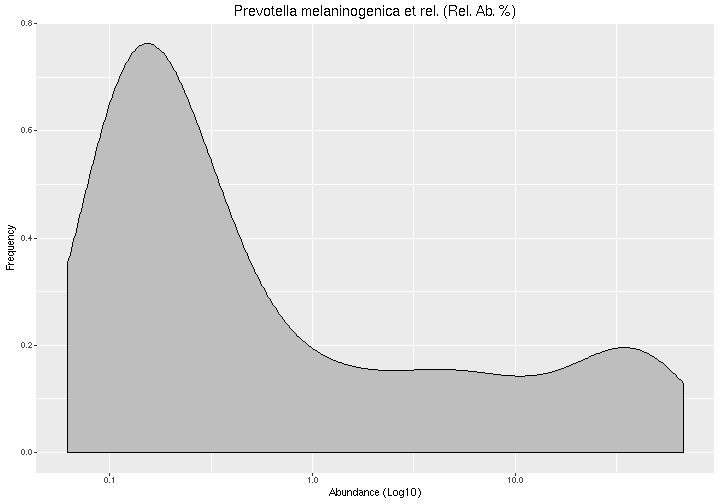 Prevotella melaninogenica et rel. (Rel. Ab. %)
0.8
0.6
0.4
0.2
0.0
Frequency
0.1 1.0 10.0
Abundance (Log10)